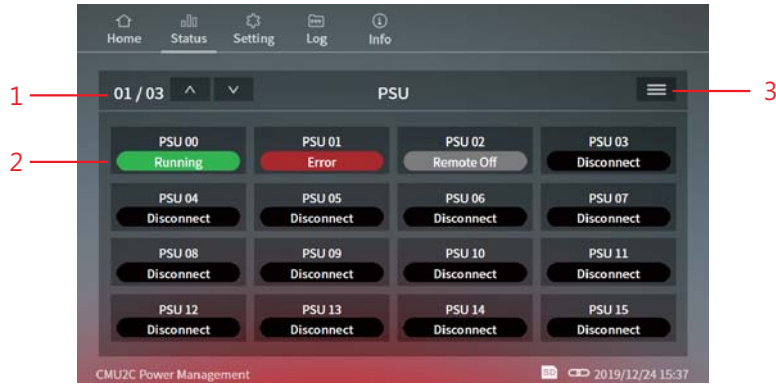 Home Status Setting Log Info
1 01 / 03 PSU 3
PSU 00 PSU 01 PSU 02 PSU 03
2 Running Error Remote Off Disconnect
PSU 04 PSU 05 PSU 06 PSU 07
Disconnect Disconnect Disconnect Disconnect
PSU 08 PSU 09 PSU 10 PSU 11
Disconnect Disconnect Disconnect Disconnect
PSU 12 PSU 13 PSU 14 PSU 15
Disconnect Disconnect Disconnect Disconnect
CMU2C Power Management SD 2019/12/24 15:37